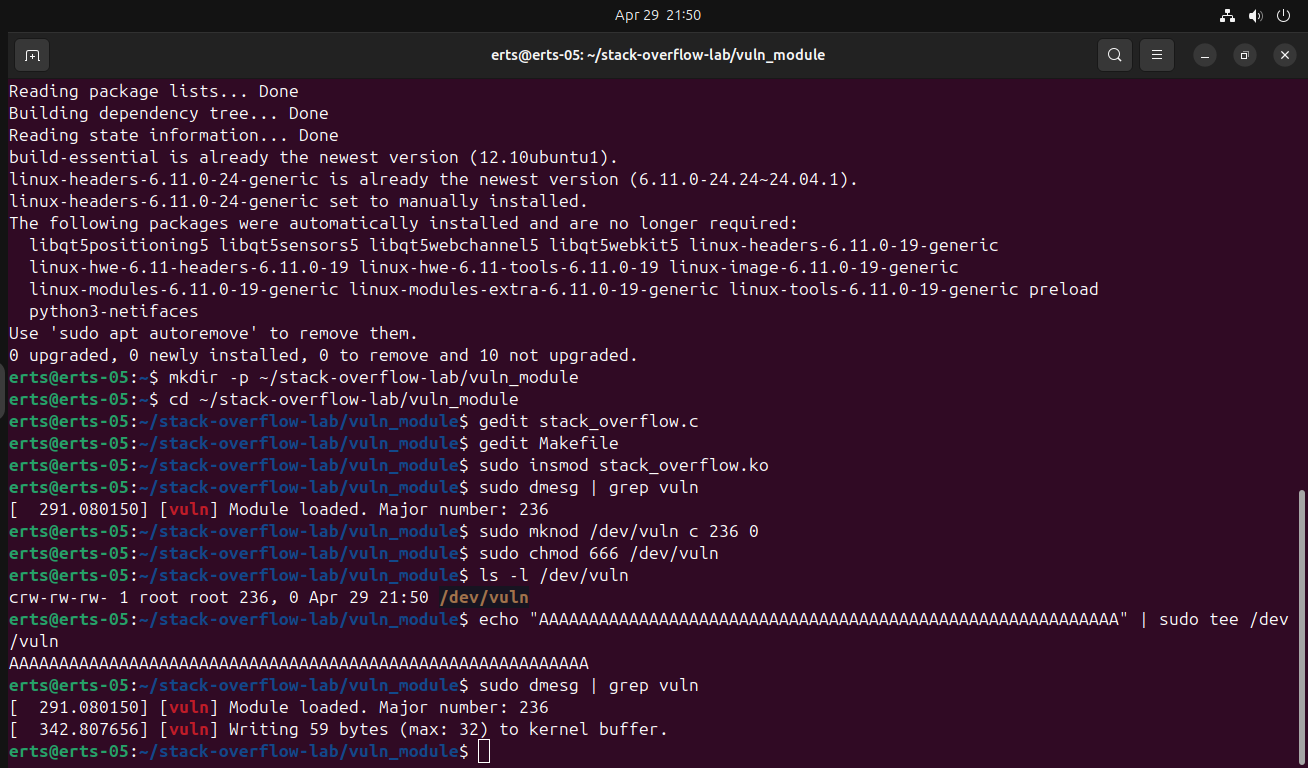 Apr 29 21:50
erts@erts-05: ~/stack-overflow-lab/vuln_module
Reading package lists... Done
Building dependency tree... Done
Reading state information... Done
build-essential is already the newest version (12.10ubuntu1).
linux-headers-6.11.0-24-generic is already the newest version (6.11.0-24.24~24.04.1).
linux-headers-6.11.0-24-generic set to manually installed.
The following packages were automatically installed and are no longer required:
  libqt5positioning5 libqt5sensors5 libqt5webchannel5 libqt5webkit5 linux-headers-6.11.0-19-generic
  linux-hwe-6.11-headers-6.11.0-19 linux-hwe-6.11-tools-6.11.0-19 linux-image-6.11.0-19-generic
  linux-modules-6.11.0-19-generic linux-modules-extra-6.11.0-19-generic linux-tools-6.11.0-19-generic preload
  python3-netifaces
Use 'sudo apt autoremove' to remove them.
0 upgraded, 0 newly installed, 0 to remove and 10 not upgraded.
erts@erts-05:~$ mkdir -p ~/stack-overflow-lab/vuln_module
erts@erts-05:~$ cd ~/stack-overflow-lab/vuln_module
erts@erts-05:~/stack-overflow-lab/vuln_module$ gedit stack_overflow.c
erts@erts-05:~/stack-overflow-lab/vuln_module$ gedit Makefile
erts@erts-05:~/stack-overflow-lab/vuln_module$ sudo insmod stack_overflow.ko
erts@erts-05:~/stack-overflow-lab/vuln_module$ sudo dmesg | grep vuln
[  291.080150] [vuln] Module loaded. Major number: 236
erts@erts-05:~/stack-overflow-lab/vuln_module$ sudo mknod /dev/vuln c 236 0
erts@erts-05:~/stack-overflow-lab/vuln_module$ sudo chmod 666 /dev/vuln
erts@erts-05:~/stack-overflow-lab/vuln_module$ ls -l /dev/vuln
crw-rw-rw- 1 root root 236, 0 Apr 29 21:50 /dev/vuln
erts@erts-05:~/stack-overflow-lab/vuln_module$ echo "AAAAAAAAAAAAAAAAAAAAAAAAAAAAAAAAAAAAAAAAAAAAAAAAAAAAAAAAAA" | sudo tee /dev
/vuln
AAAAAAAAAAAAAAAAAAAAAAAAAAAAAAAAAAAAAAAAAAAAAAAAAAAAAAAAAA
erts@erts-05:~/stack-overflow-lab/vuln_module$ sudo dmesg | grep vuln
[  291.080150] [vuln] Module loaded. Major number: 236
[  342.807656] [vuln] Writing 59 bytes (max: 32) to kernel buffer.
erts@erts-05:~/stack-overflow-lab/vuln_module$